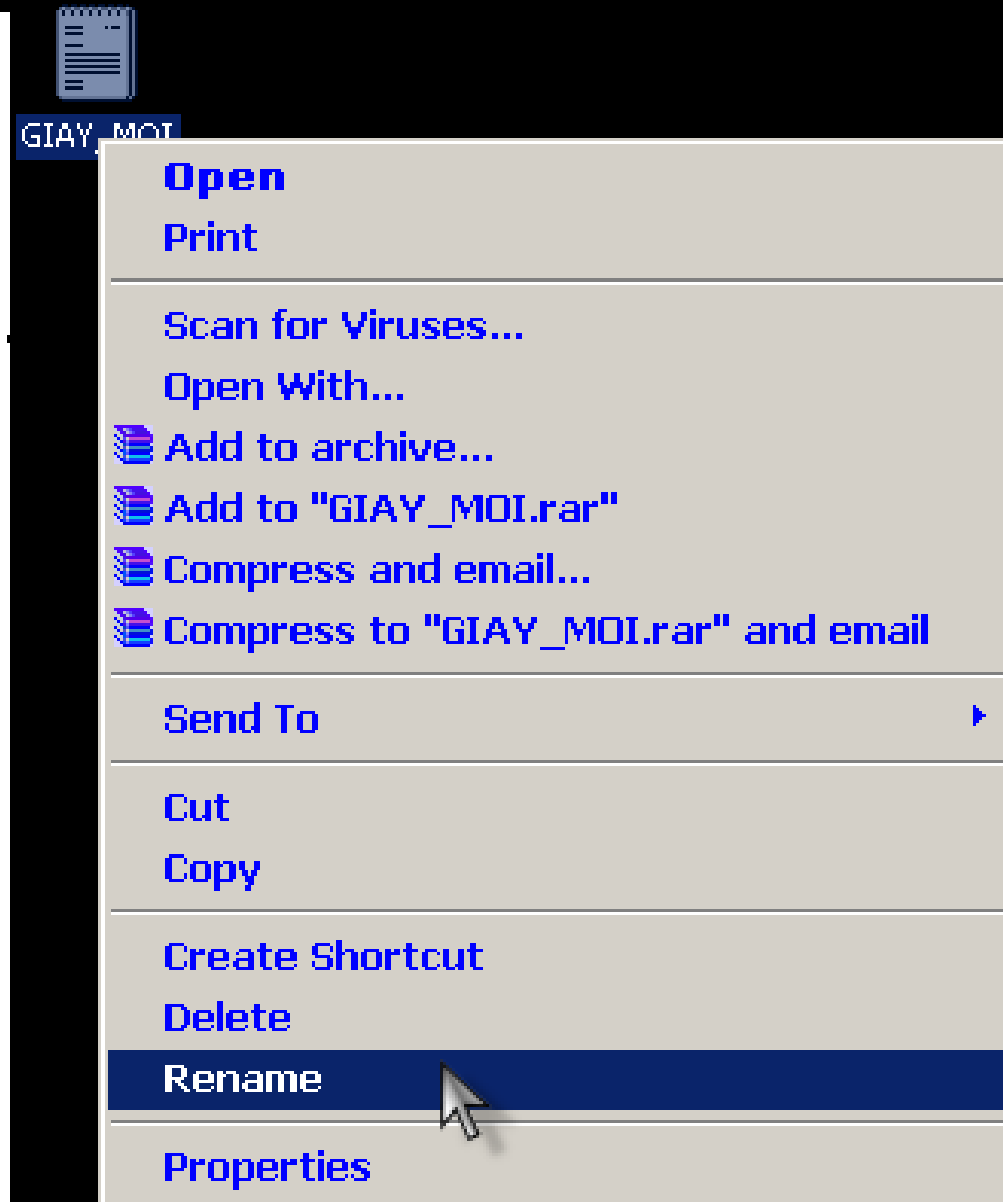 GIAY_MOI
Open
Print
Scan for Viruses...
Open With...
Add to archive...
Add to "GIAY_MOI.rar"
Compress and email...
Compress to "GIAY_MOI.rar" and email
Send To
Cut
Copy
Create Shortcut
Delete
Rename
Properties